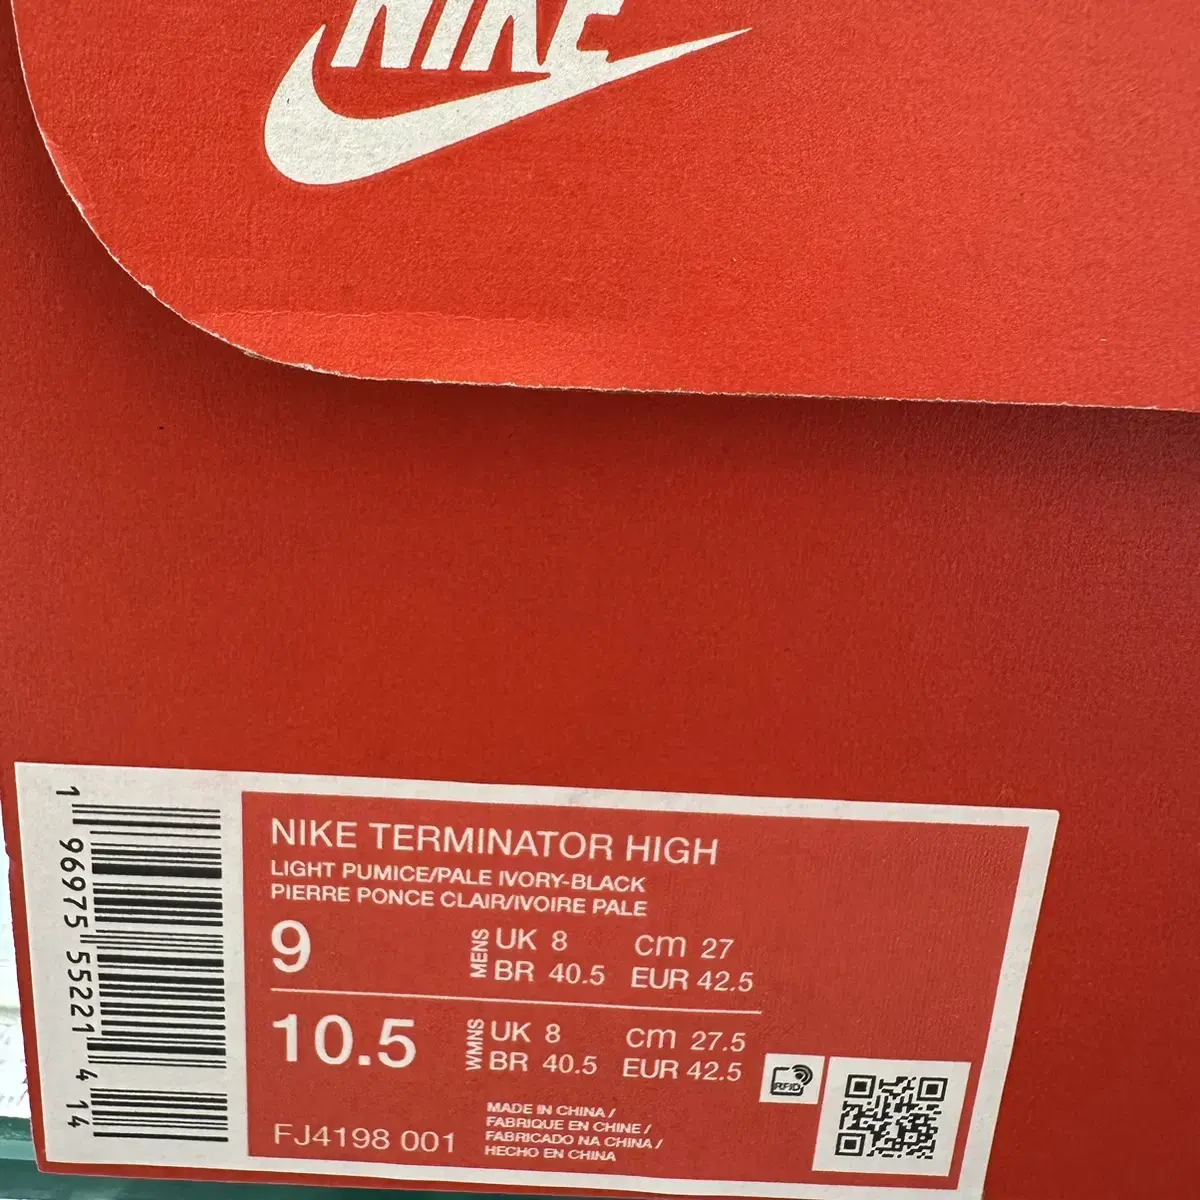 NIKE
NIKE TERMINATOR HIGH
LIGHT PUMICE/PALE IVORY-BLACK
PIERRE PONCE CLAIR/IVOIRE PALE
9
MENS
UK 8 cm 27
BR 40.5 EUR 42.5
10.5
WMNS
UK 8 cm 27.5
BR 40.5 EUR 42.5
FJ4198 001
MADE IN CHINA /
FABRIQUE EN CHINE /
FABRICADO NA CHINA /
HECHO EN CHINA
RFID
1 96975 55221 4 14